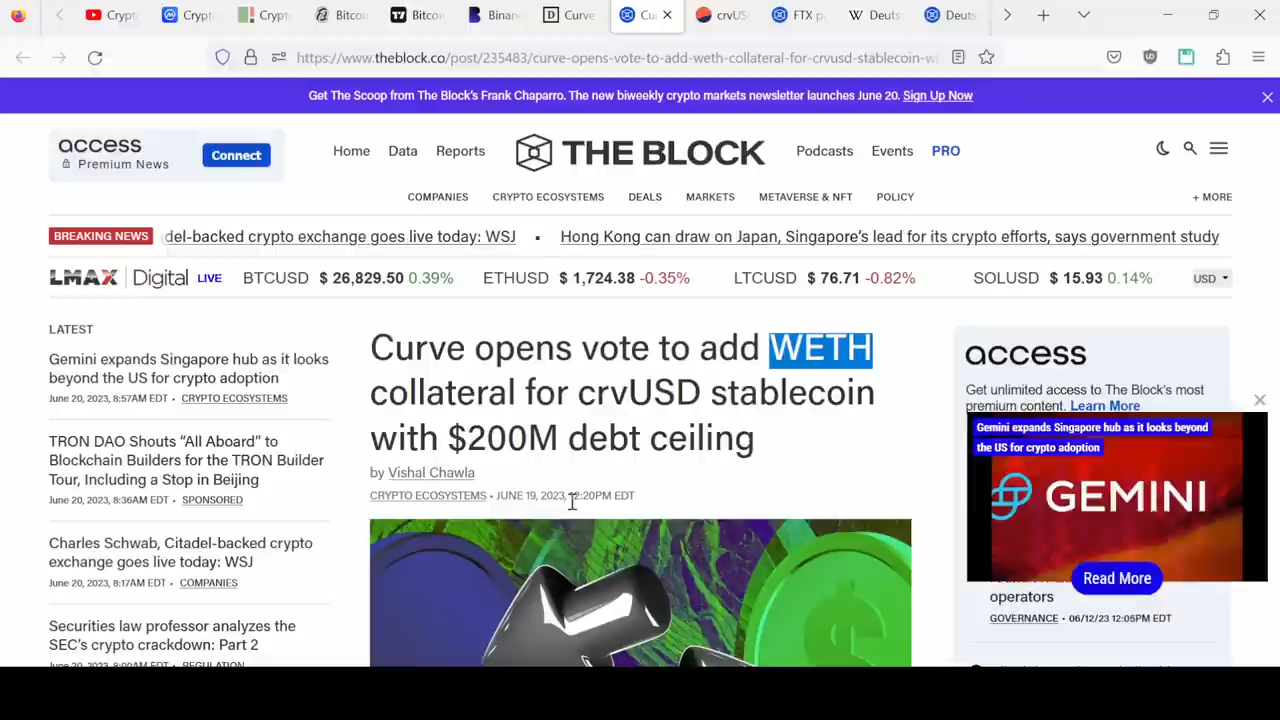 Crypt
Crypt
Crypt
Bitcoi
Bitcoi
Binan
Curve
Cu
crvUS
FTX p
Deuts
Deuts
https://www.theblock.co/post/235483/curve-opens-vote-to-add-weth-collateral-for-crvusd-stablecoin-w
Get The Scoop from The Block's Frank Chaparro. The new biweekly crypto markets newsletter launches June 20. Sign Up Now
access
Premium News
Connect
Home
Data
Reports
THE BLOCK
Podcasts
Events
PRO
COMPANIES
CRYPTO ECOSYSTEMS
DEALS
MARKETS
METAVERSE & NFT
POLICY
+ MORE
BREAKING NEWS
del-backed crypto exchange goes live today: WSJ
Hong Kong can draw on Japan, Singapore's lead for its crypto efforts, says government study
LMAX Digital LIVE
BTCUSD $ 26,829.50 0.39%
ETHUSD $ 1,724.38 -0.35%
LTCUSD $ 76.71 -0.82%
SOLUSD $ 15.93 0.14%
USD
LATEST
Gemini expands Singapore hub as it looks
beyond the US for crypto adoption
June 20, 2023, 8:57AM EDT • CRYPTO ECOSYSTEMS
TRON DAO Shouts “All Aboard” to
Blockchain Builders for the TRON Builder
Tour, Including a Stop in Beijing
June 20, 2023, 8:36AM EDT • SPONSORED
Charles Schwab, Citadel-backed crypto
exchange goes live today: WSJ
June 20, 2023, 8:17AM EDT • COMPANIES
Securities law professor analyzes the
SEC's crypto crackdown: Part 2
June 20, 2023, 8:00AM EDT • REGULATION
Curve opens vote to add WETH
collateral for crvUSD stablecoin
with $200M debt ceiling
by Vishal Chawla
CRYPTO ECOSYSTEMS • JUNE 19, 2023, 12:20PM EDT
access
Get unlimited access to The Block's most
premium content. Learn More
Gemini expands Singapore hub as it looks beyond
the US for crypto adoption
GEMINI
Read More
operators
GOVERNANCE • 06/12/23 12:05PM EDT